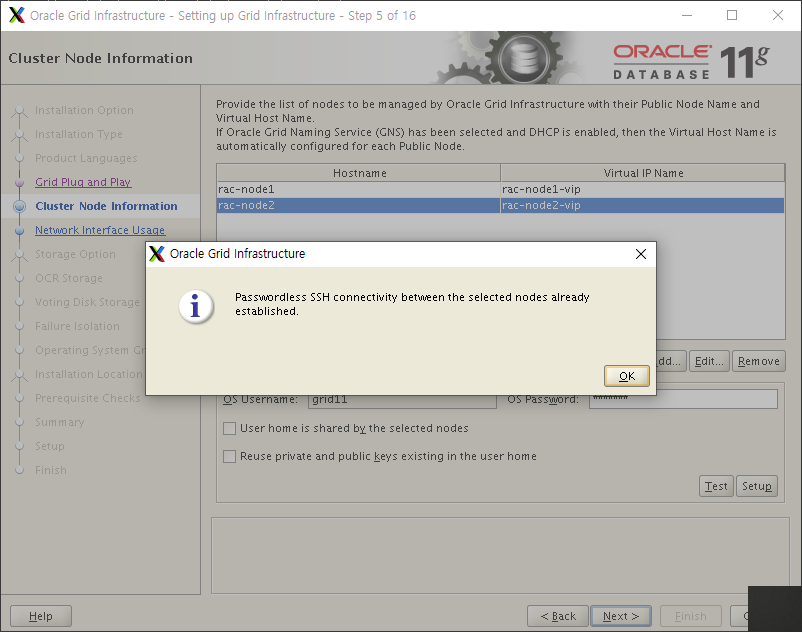 Oracle Grid Infrastructure - Setting up Grid Infrastructure - Step 5 of 16
Cluster Node Information
ORACLE
DATABASE
11g
Installation Option
Installation Type
Product Languages
Grid Plug and Play
Cluster Node Information
Network Interface Usage
Storage Option
OCR Storage
Voting Disk Storage
Failure Isolation
Operating System
Installation Location
Prerequisite Checks
Summary
Setup
Finish
Provide the list of nodes to be managed by Oracle Grid Infrastructure with their Public Node Name and
Virtual Host Name.
If Oracle Grid Naming Service (GNS) has been selected and DHCP is enabled, then the Virtual Host Name is
automatically configured for each Public Node.
Hostname Virtual IP Name
rac-node1 rac-node1-vip
rac-node2 rac-node2-vip
Oracle Grid Infrastructure
Passwordless SSH connectivity between the selected nodes already
established.
OK
Edit... Remove
OS Username: grid11 OS Password: ******
User home is shared by the selected nodes
Reuse private and public keys existing in the user home
Test Setup
Help < Back Next > Finish